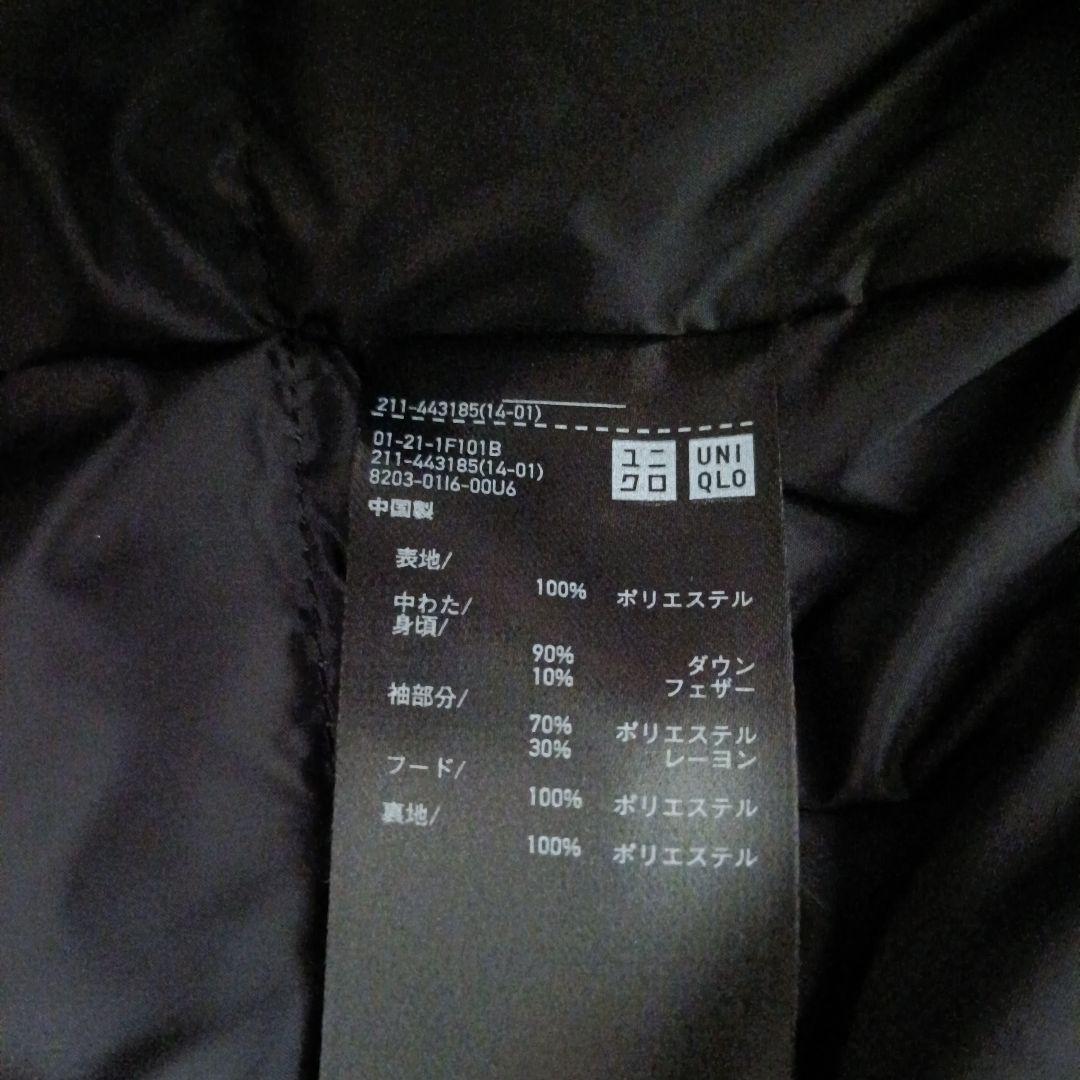 211-443185(14-01)
01-21-1F101B
211-443185(14-01)
8203-01I6-00U6
中国製
ユニ
クロ
UNI
QLO
表地/
100% ポリエステル
中わた/
身頃/
90% ダウン
10% フェザー
袖部分/
70% ポリエステル
30% レーヨン
フード/
100% ポリエステル
裏地/
100% ポリエステル